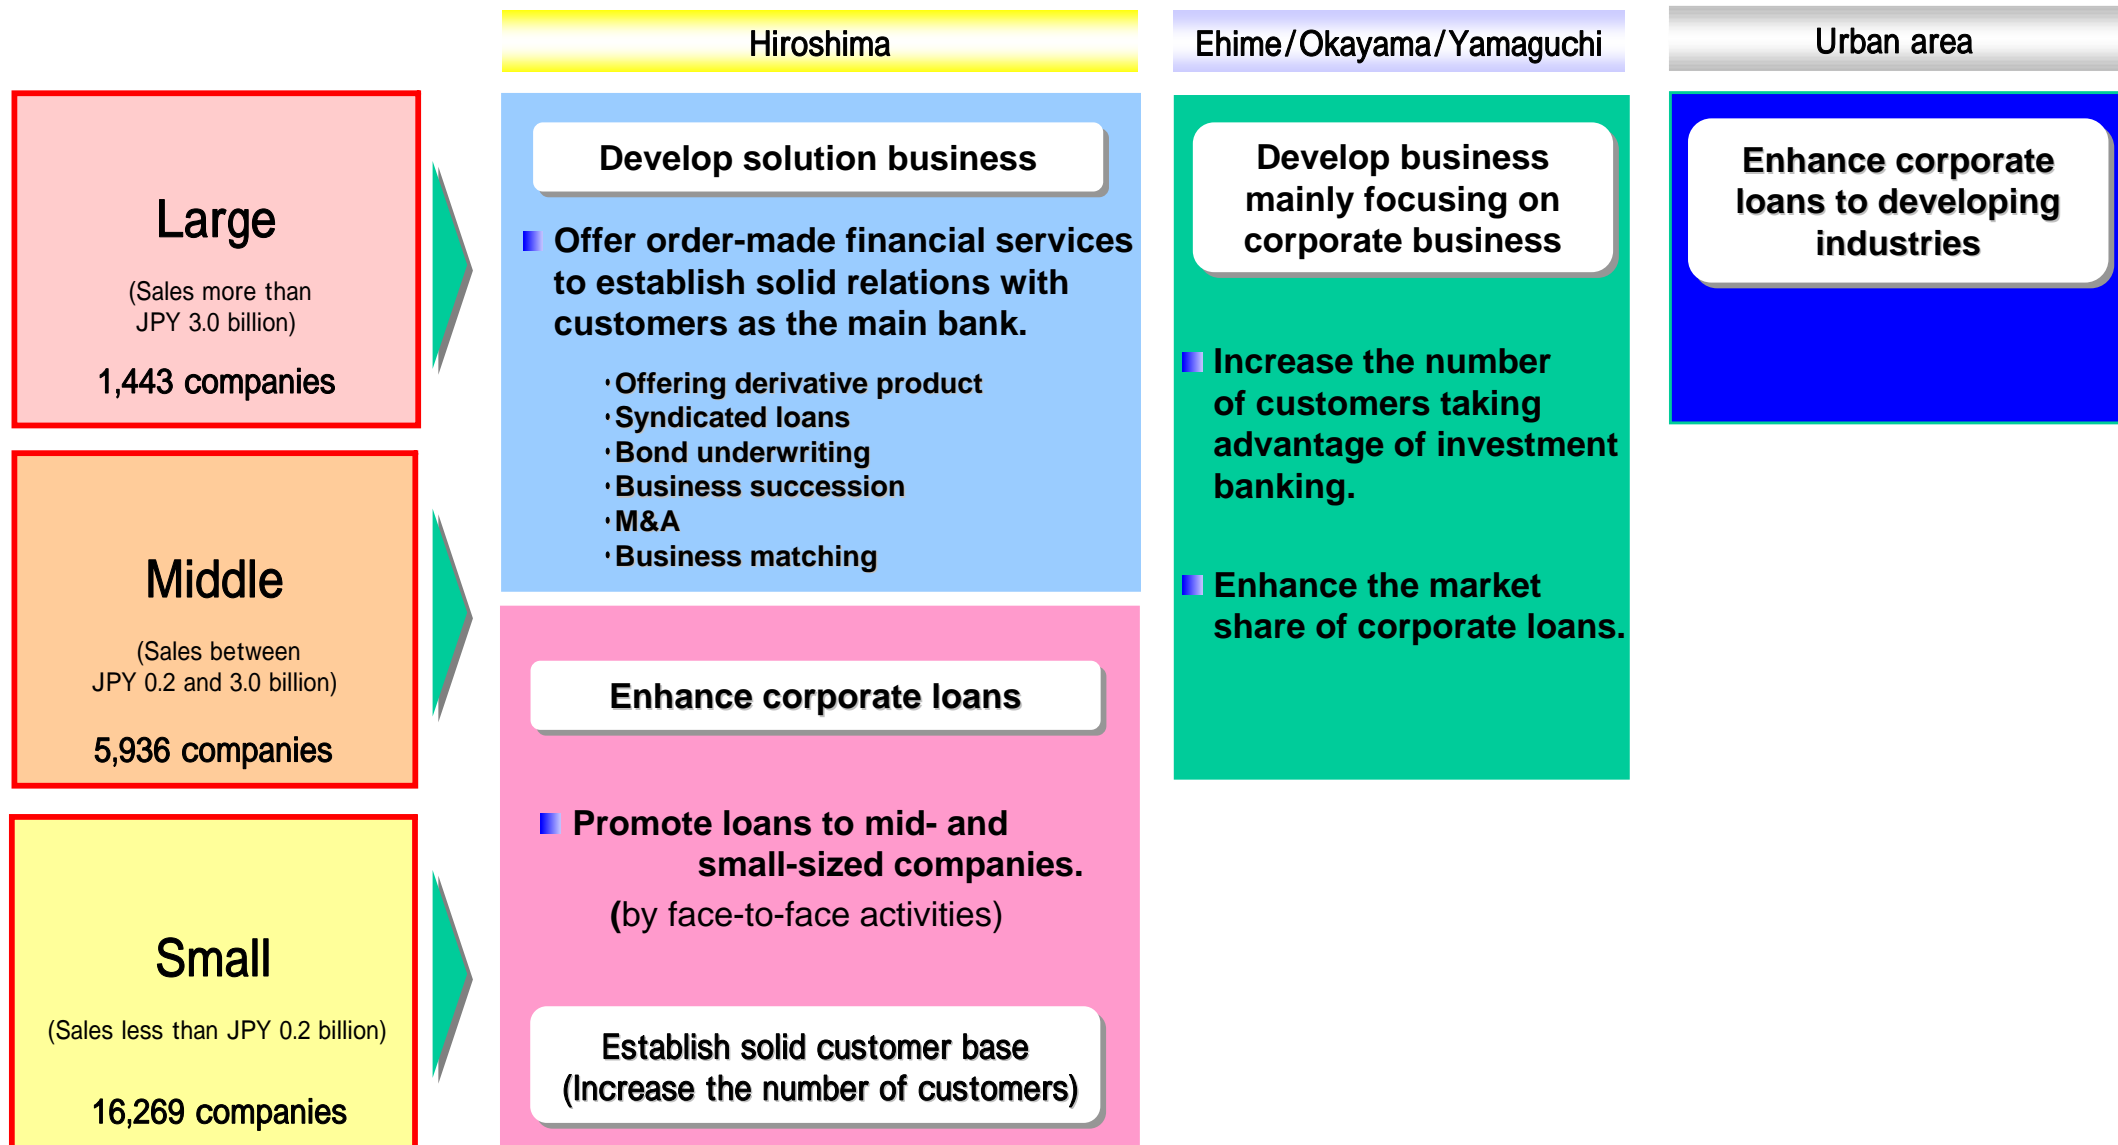 Hiroshima
Ehime/Okayama/Yamaguchi
Urban area
Large
(Sales more than
JPY 3.0 billion)
1,443 companies
Middle
(Sales between
JPY 0.2 and 3.0 billion)
5,936 companies
Small
(Sales less than JPY 0.2 billion)
16,269 companies
Develop solution business
Offer order-made financial services
to establish solid relations with
customers as the main bank.
・Offering derivative product
・Syndicated loans
・Bond underwriting
・Business succession
・M&A
・Business matching
Enhance corporate loans
Promote loans to mid- and
small-sized companies.
(by face-to-face activities)
Establish solid customer base
(Increase the number of customers)
Develop business
mainly focusing on
corporate business
Increase the number
of customers taking
advantage of investment
banking.
Enhance the market
share of corporate loans.
Enhance corporate
loans to developing
industries